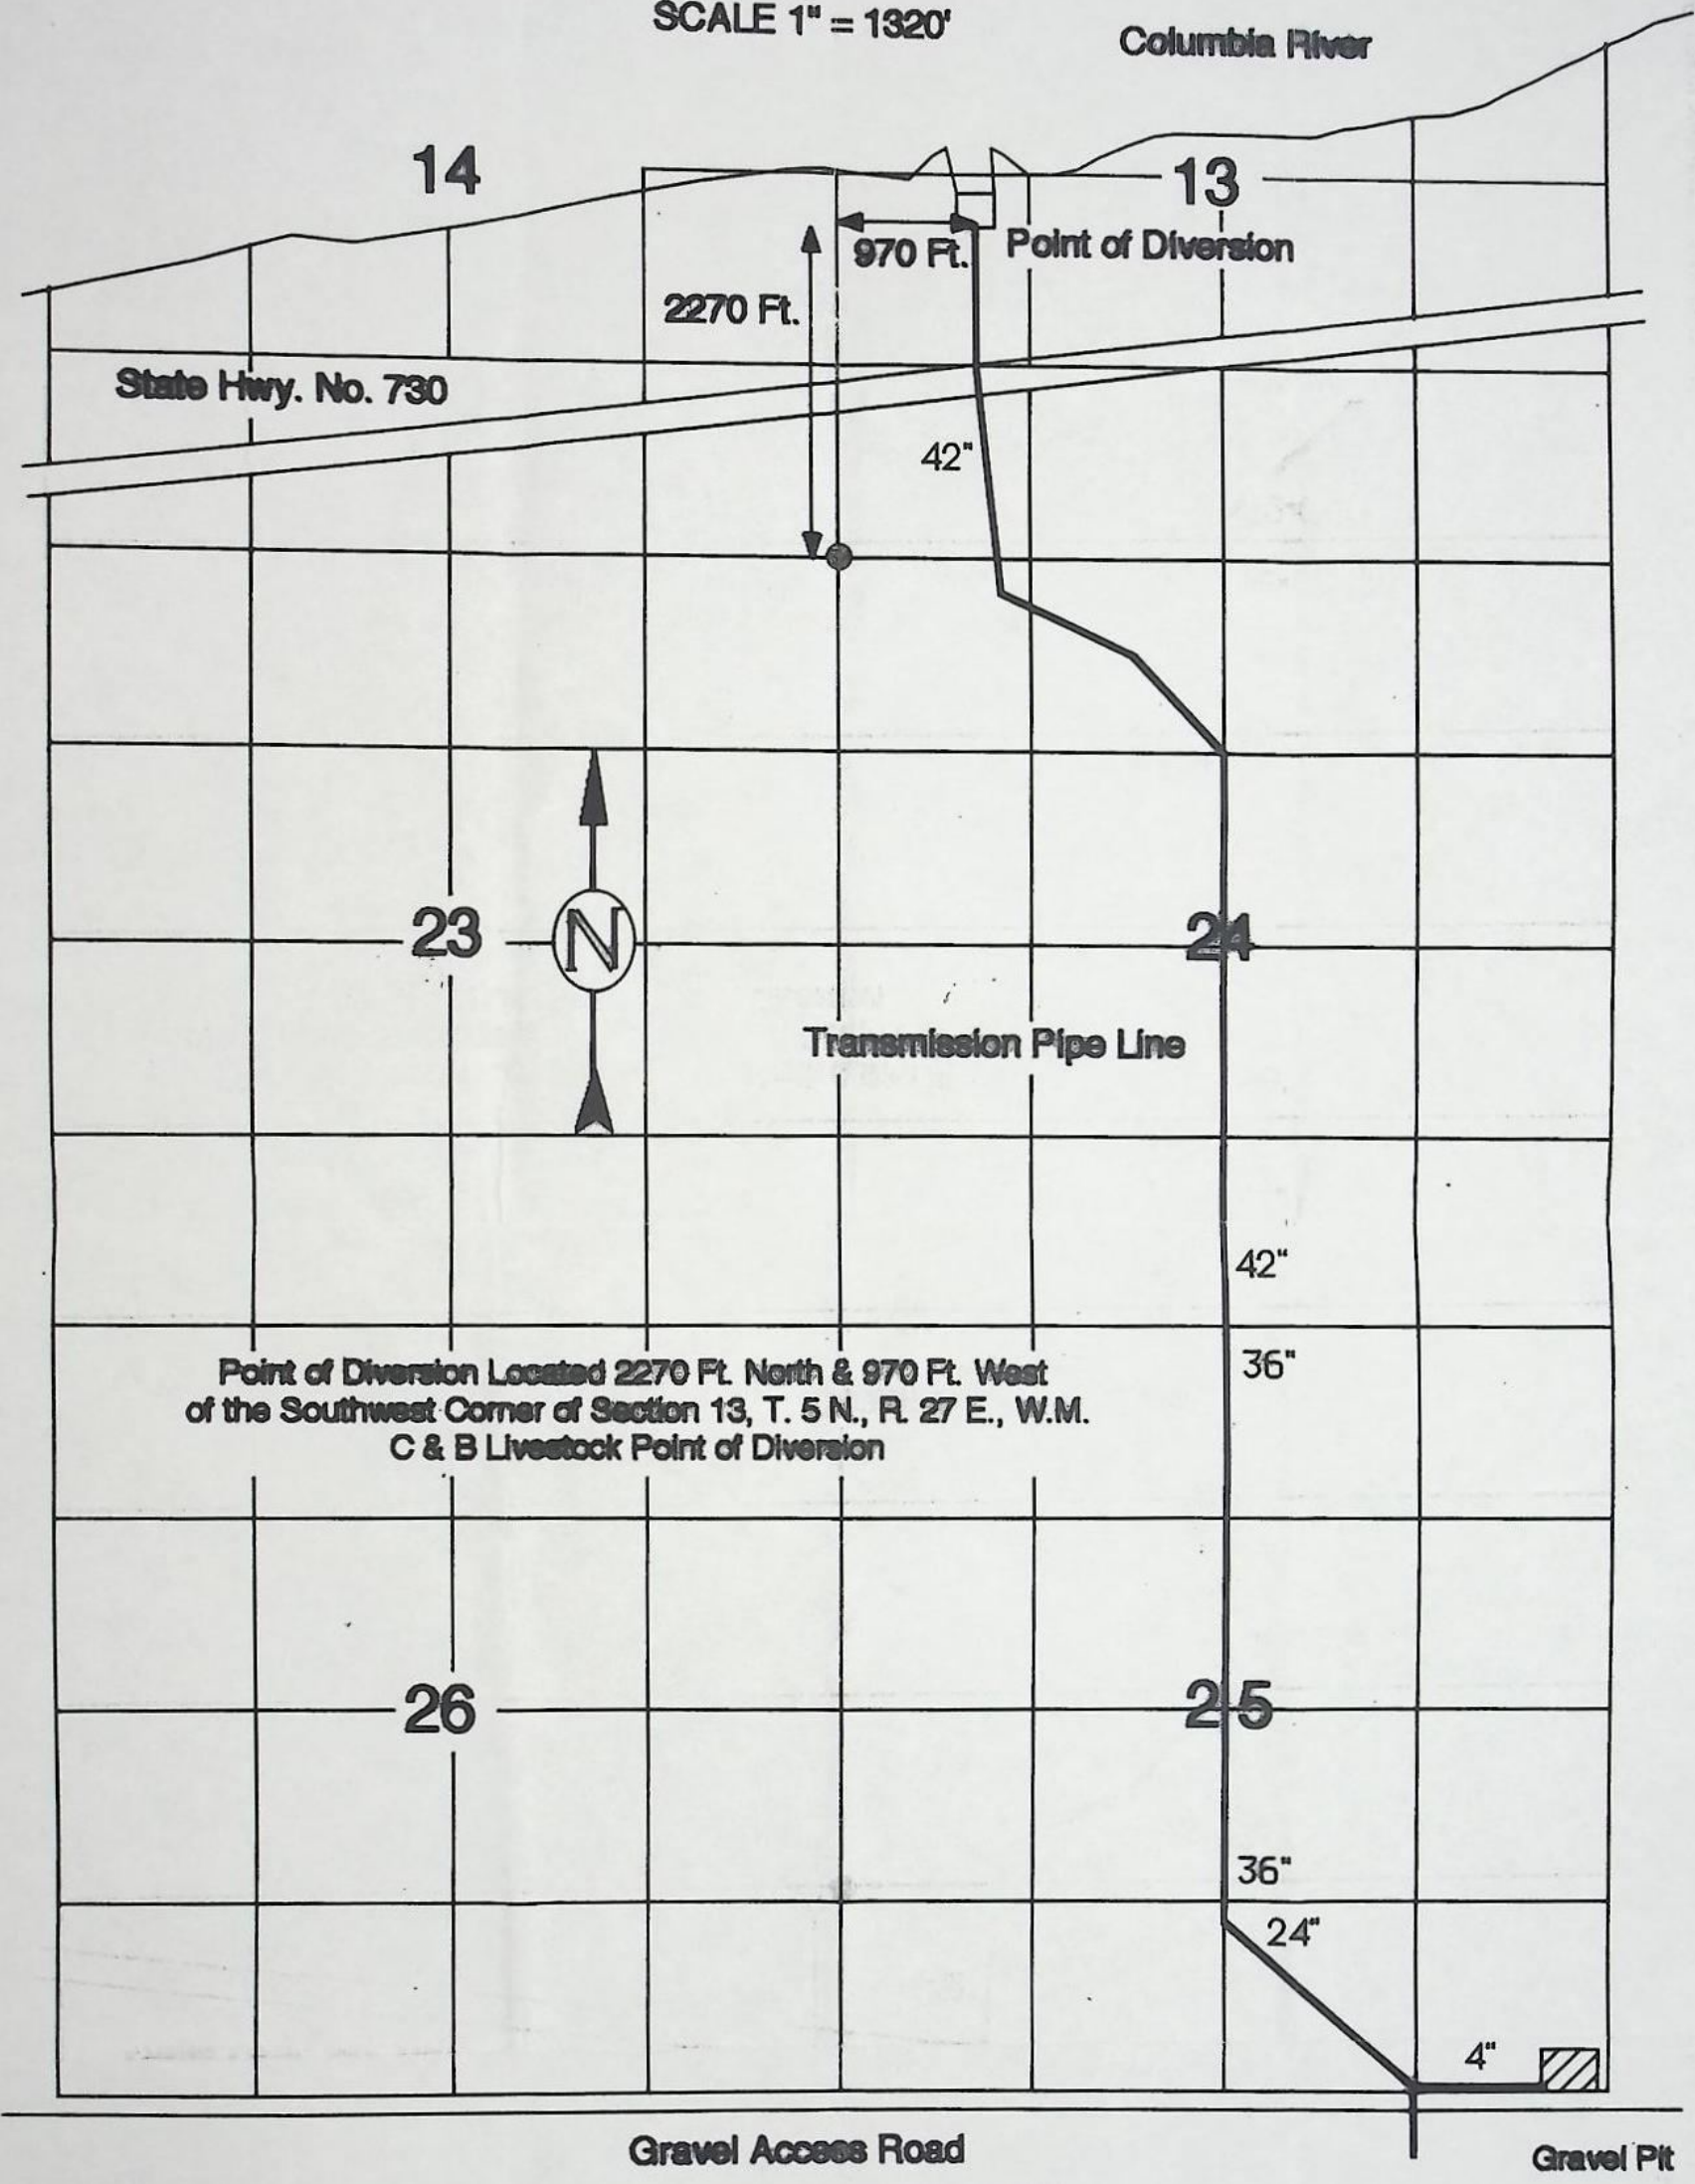 SCALE 1" = 1320'
Columbia River
14
13
970 Ft.
Point of Diversion
2270 Ft.
State Hwy. No. 730
42"
23
N
24
Transmission Pipe Line
42"
36"
Point of Diversion Located 2270 Ft. North & 970 Ft. West
of the Southwest Corner of Section 13, T. 5 N., R. 27 E., W.M.
C & B Livestock Point of Diversion
26
25
36"
24"
4"
Gravel Access Road
Gravel Pit